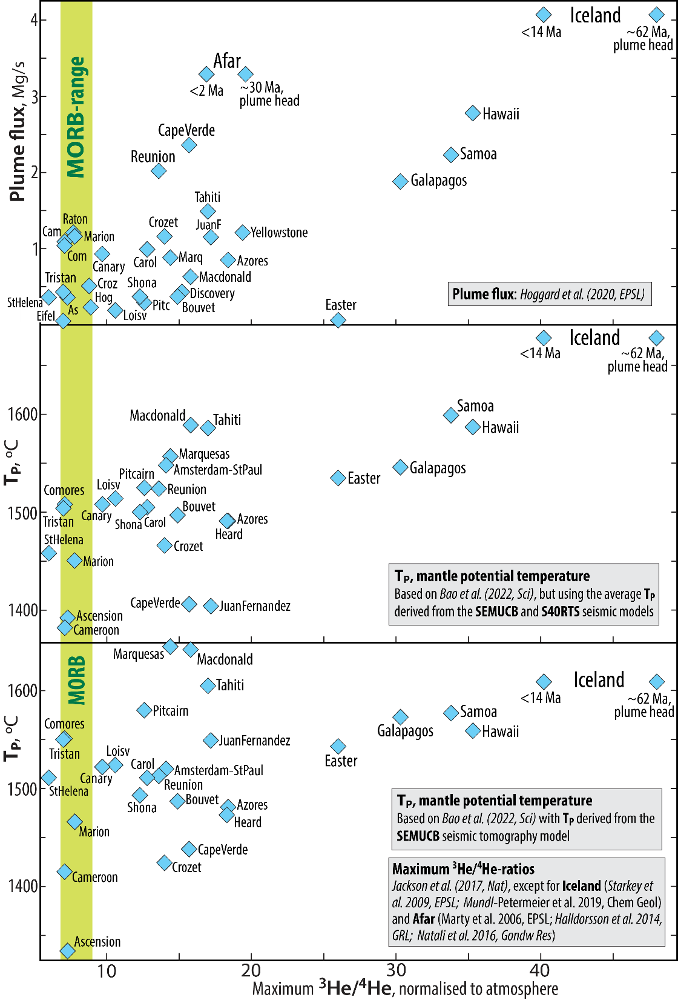 4
Iceland
<14 Ma
~62 Ma,
plume head
Afar
<2 Ma
~30 Ma,
plume head
3
Hawaii
CapeVerde
Samoa
Reunion
Galapagos
2
Plume flux, Mg/s
MORB-range
Tahiti
Raton
Crozet
JuanF
Cam
Marion
Yellowstone
1
Com
Canary
Carol
Marq
Azores
Tristan
Croz
Shona
Macdonald
StHelena
Hog
Discovery
Eifel
As
Loisv
Pitc
Bouvet
Easter
Plume flux: Hoggard et al. (2020, EPSL)
Iceland
<14 Ma
~62 Ma,
plume head
1600
Macdonald
Tahiti
Samoa
Hawaii
TP, ºC
Marquesas
Amsterdam-StPaul
Pitcairn
Galapagos
Comores
Loisv
Reunion
Easter
1500
Tristan
Canary
Shona
Carol
Bouvet
Azores
Heard
StHelena
Crozet
Marion
CapeVerde
JuanFernandez
1400
Ascension
Cameroon
TP, mantle potential temperature
Based on Bao et al. (2022, Sci), but using the average TP
derived from the SEMUCB and S40RTS seismic models
Marquesas
Macdonald
MORB
1600
Tahiti
Iceland
<14 Ma
~62 Ma,
plume head
Pitcairn
Samoa
Galapagos
Hawaii
TP, ºC
Comores
Tristan
JuanFernandez
Easter
Loisv
Canary
Carol
Amsterdam-StPaul
Reunion
1500
StHelena
Shona
Bouvet
Azores
Heard
Marion
CapeVerde
Crozet
Cameroon
1400
Ascension
TP, mantle potential temperature
Based on Bao et al. (2022, Sci) with TP derived from the
SEMUCB seismic tomography model
Maximum ³He/⁴He-ratios
Jackson et al. (2017, Nat), except for Iceland (Starkey et
al. 2009, EPSL; Mundl-Petermeier et al. 2019, Chem Geol)
and Afar (Marty et al. 2006, EPSL; Halldorsson et al. 2014,
GRL; Natali et al. 2016, Gondw Res)
10
20
30
40
Maximum ³He/⁴He, normalised to atmosphere